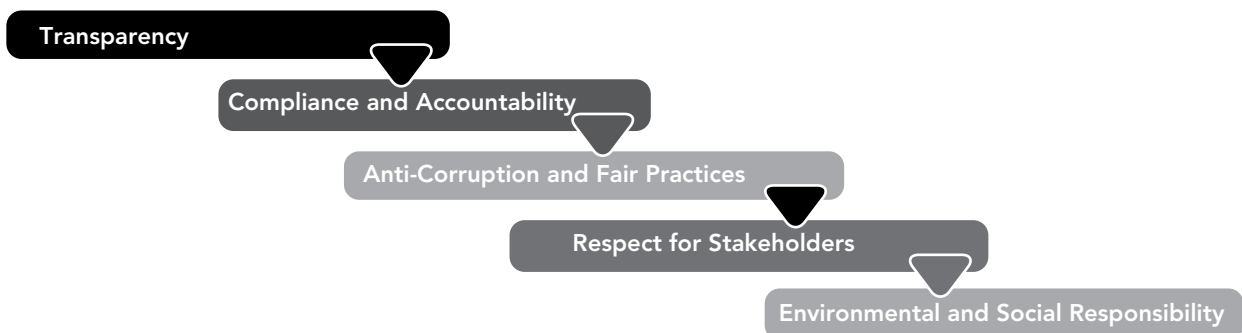 Transparency
Compliance and Accountability
Anti-Corruption and Fair Practices
Respect for Stakeholders
Environmental and Social Responsibility